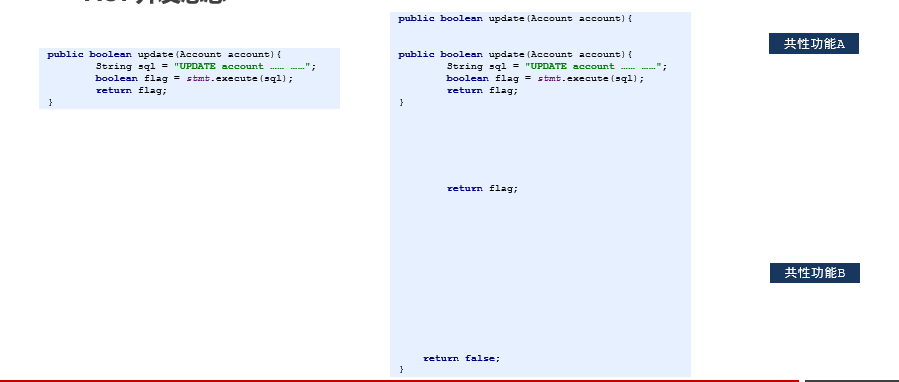 public boolean update(Account account){
String sql = "UPDATE account …… ……";
boolean flag = stmt.execute(sql);
return flag;
}
public boolean update(Account account){
public boolean update(Account account){
String sql = "UPDATE account …… ……";
boolean flag = stmt.execute(sql);
return flag;
}
return flag;
return false;
}
共性功能A
共性功能B